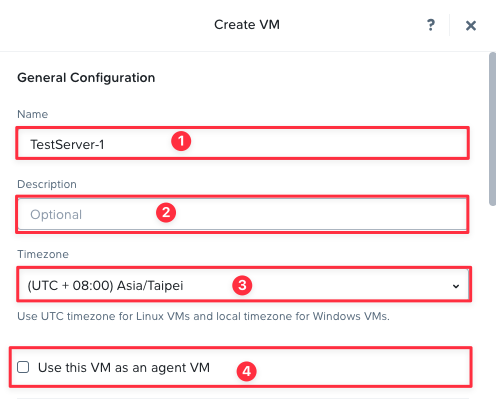 Create VM ? ×
General Configuration
Name
TestServer-1 1
Description
Optional 2
Timezone
(UTC + 08:00) Asia/Taipei 3
Use UTC timezone for Linux VMs and local timezone for Windows VMs.
Use this VM as an agent VM 4